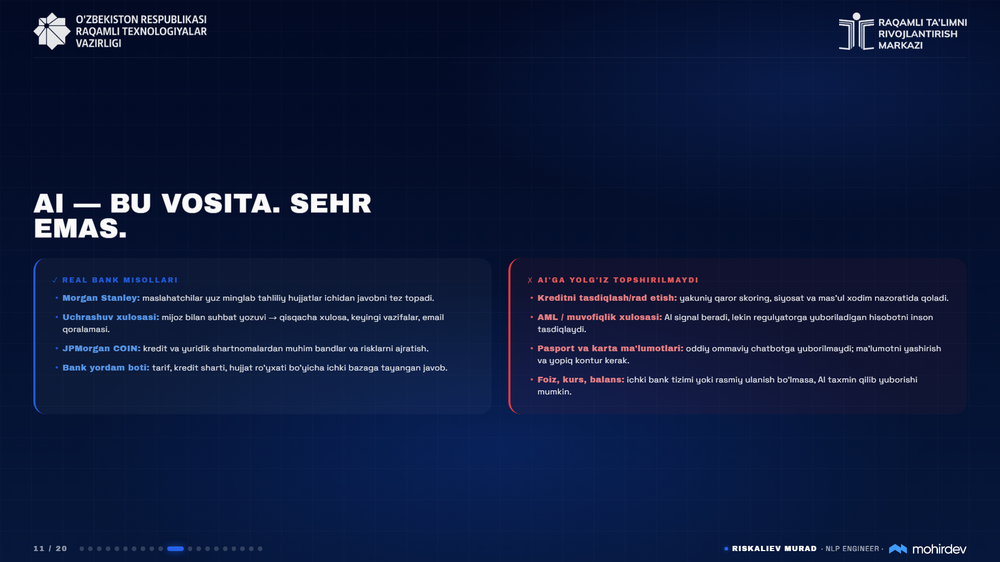 O'ZBEKISTON RESPUBLIKASI
RAQAMLI TEXNOLOGIYALAR
VAZIRLIGI
RAQAMLI TA'LIMNI
RIVOJLANTIRISH
MARKAZI
AI — BU VOSITA. SEHR
EMAS.
✓ REAL BANK MISOLLARI
• Morgan Stanley: maslahatchilar yuz minglab tahliliy hujjatlar ichidan javobni tez topadi.
• Uchrashuv xulosasi: mijoz bilan suhbat yozuvi → qisqacha xulosa, keyingi vazifalar, email
qoralamasi.
• JPMorgan COIN: kredit va yuridik shartnomalardan muhim bandlar va risklarni ajratish.
• Bank yordam boti: tarif, kredit sharti, hujjat ro'yxati bo'yicha ichki bazaga tayangan javob.
✗ AI'GA YOLG'IZ TOPSHIRILMAYDI
• Kreditni tasdiqlash/rad etish: yakuniy qaror skoring, siyosat va mas'ul xodim nazoratida qoladi.
• AML / muvofiqlik xulosasi: AI signal beradi, lekin regulyatorga yuboriladigan hisobotni inson
tasdiqlaydi.
• Pasport va karta ma'lumotlari: oddiy ommaviy chatbotga yuborilmaydi; ma'lumotni yashirish
va yopiq kontur kerak.
• Foiz, kurs, balans: ichki bank tizimi yoki rasmiy ulanish bo'lmasa, AI taxmin qilib yuborishi
mumkin.
11 / 20
• RISKALIEV MURAD · NLP ENGINEER · mohirdev